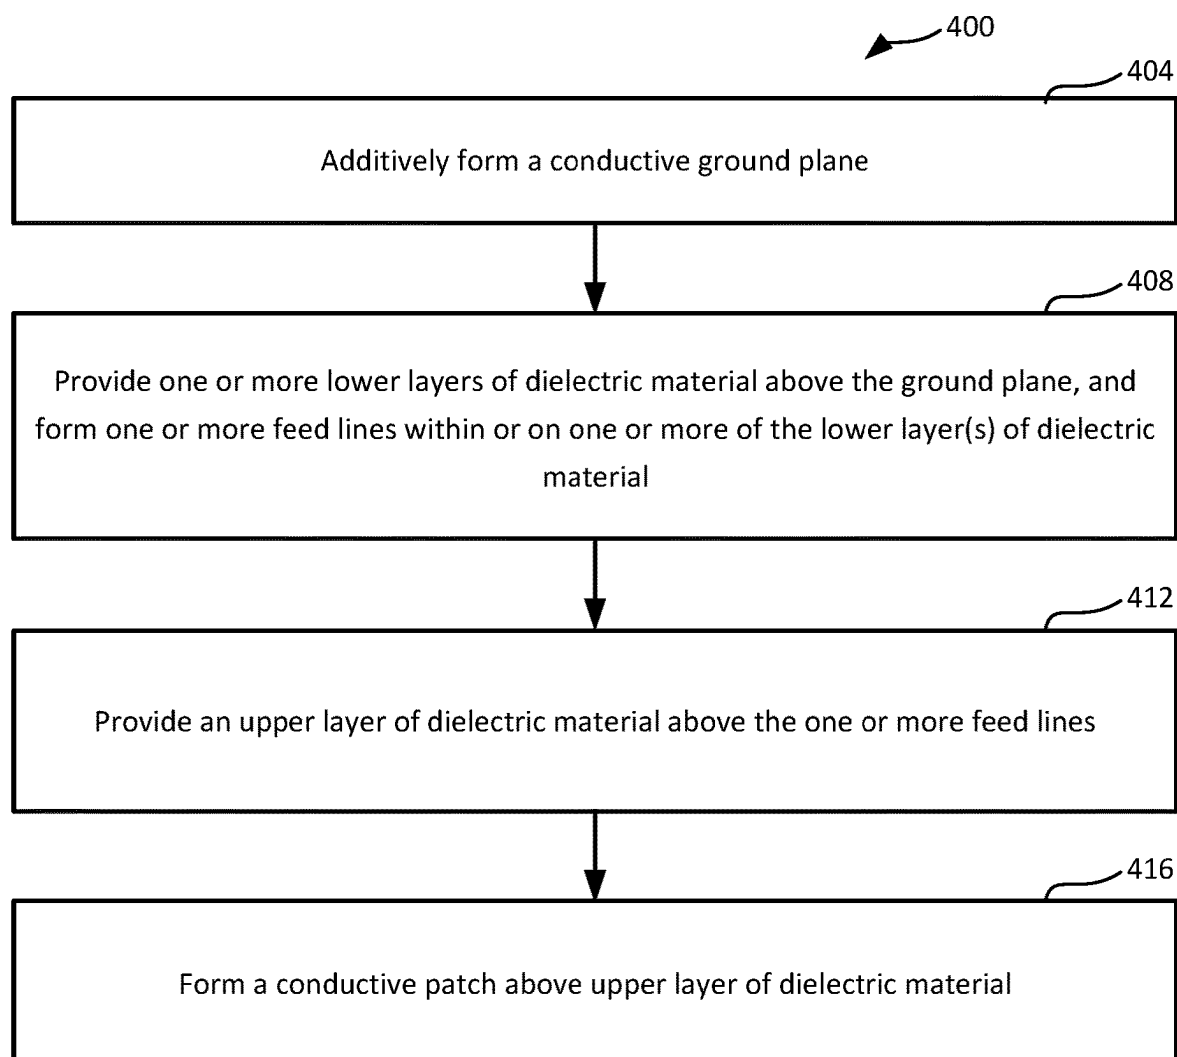 400
404
Additively form a conductive ground plane
408
Provide one or more lower layers of dielectric material above the ground plane, and
form one or more feed lines within or on one or more of the lower layer(s) of dielectric
material
412
Provide an upper layer of dielectric material above the one or more feed lines
416
Form a conductive patch above upper layer of dielectric material